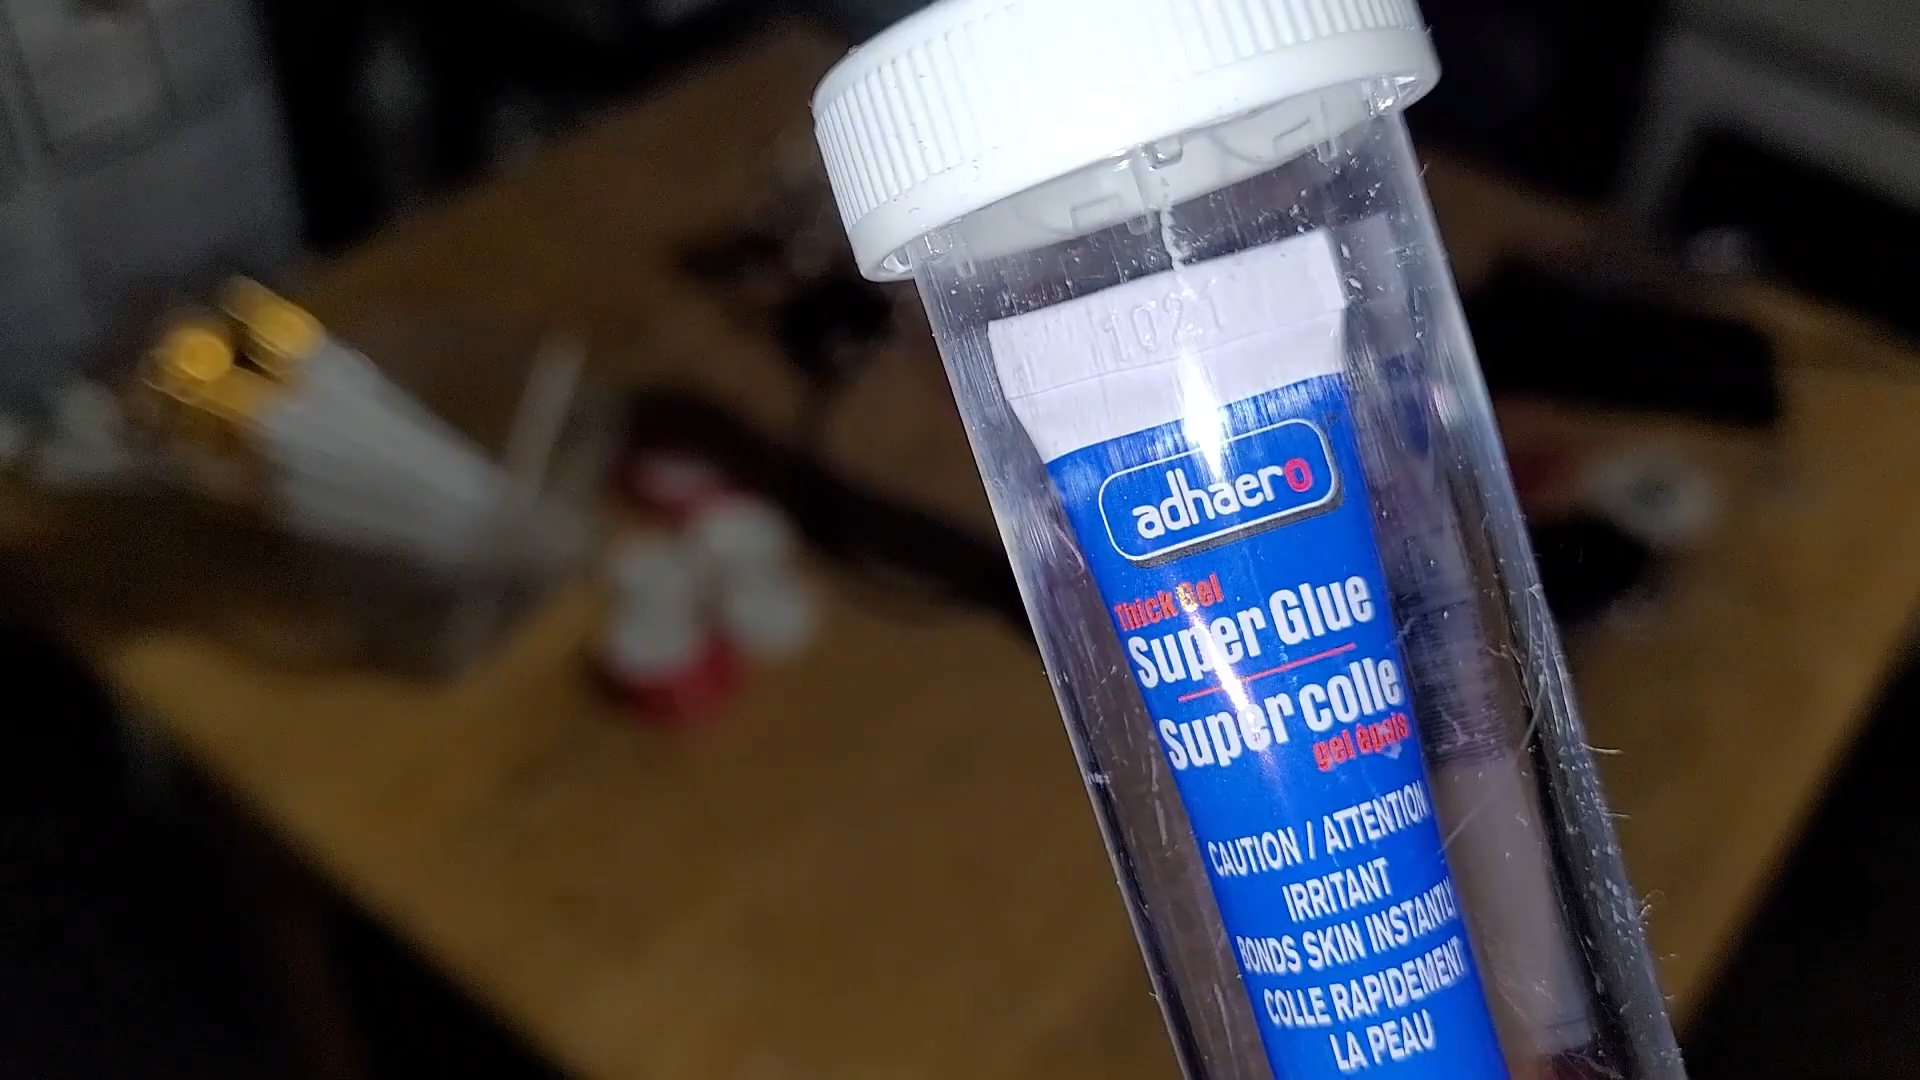 1021
adhaero
Thick Gel
Super Glue
Super colle
gel épais
CAUTION / ATTENTION
IRRITANT
BONDS SKIN INSTANTLY
COLLE RAPIDEMENT
LA PEAU